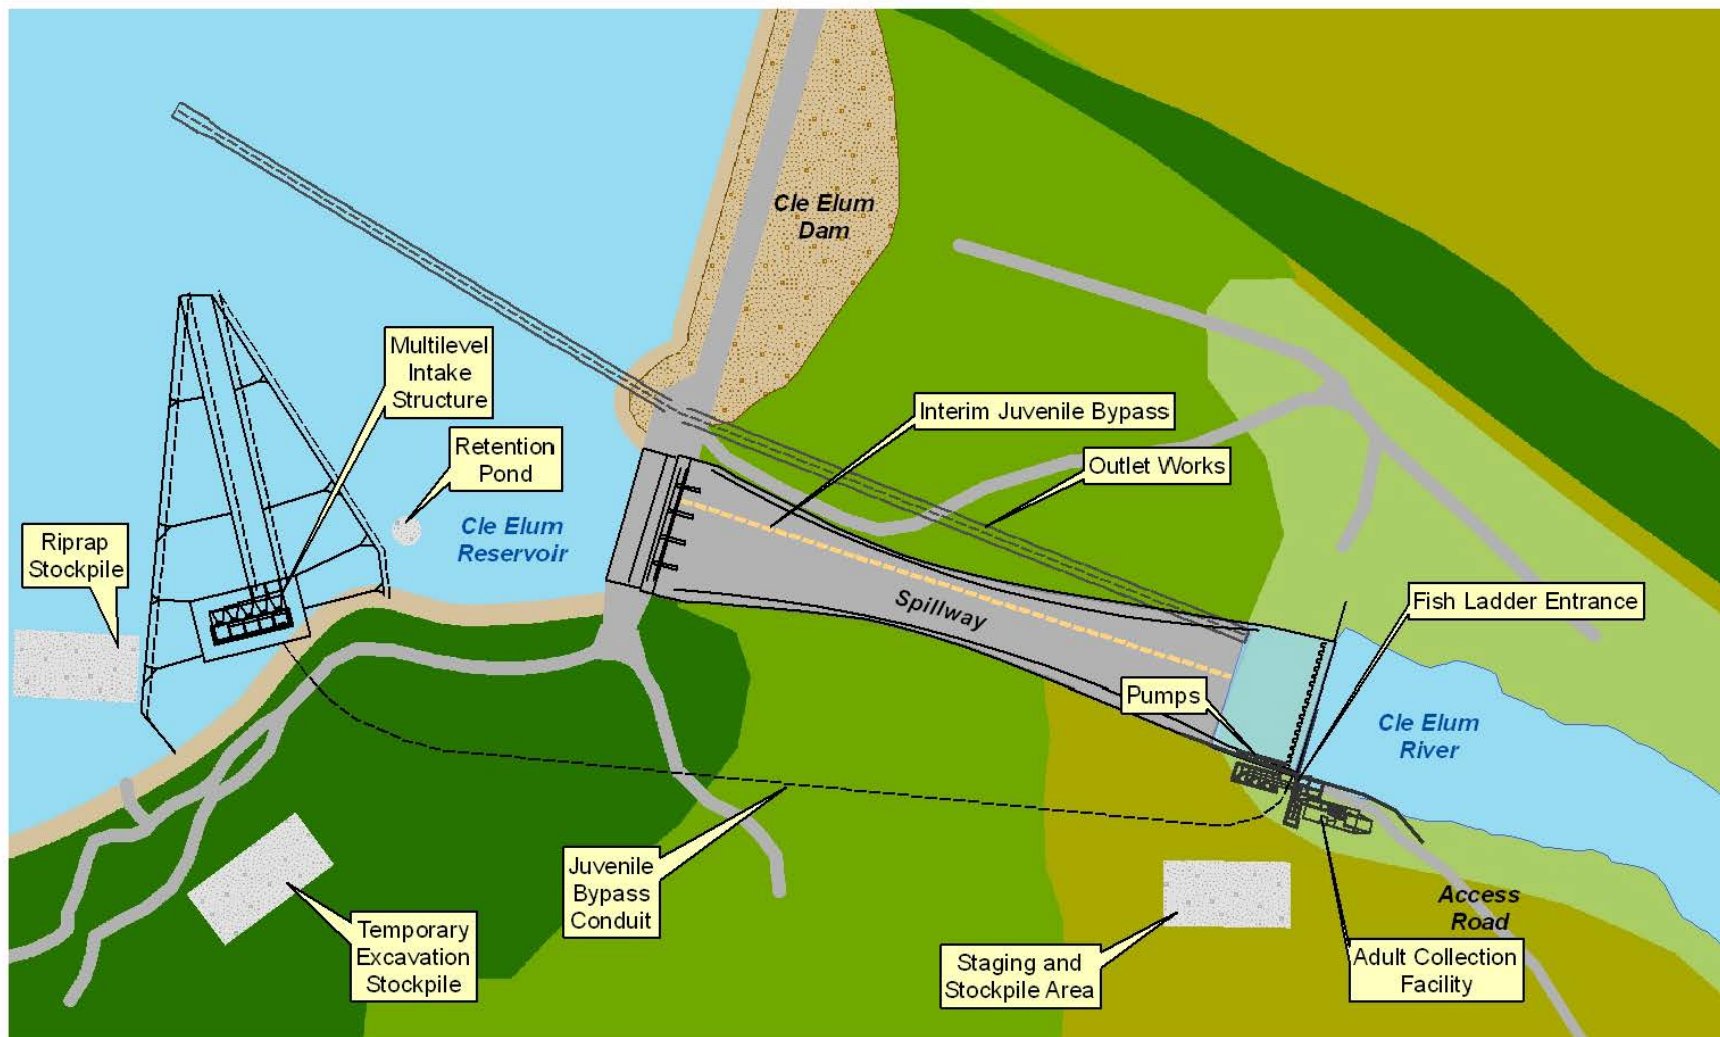 Cle Elum
Dam
Multilevel
Intake
Structure
Interim Juvenile Bypass
Retention
Pond
Outlet Works
Cle Elum
Reservoir
Riprap
Stockpile
Spillway
Fish Ladder Entrance
Pumps
Cle Elum
River
Juvenile
Bypass
Conduit
Access
Road
Temporary
Excavation
Stockpile
Staging and
Stockpile Area
Adult Collection
Facility